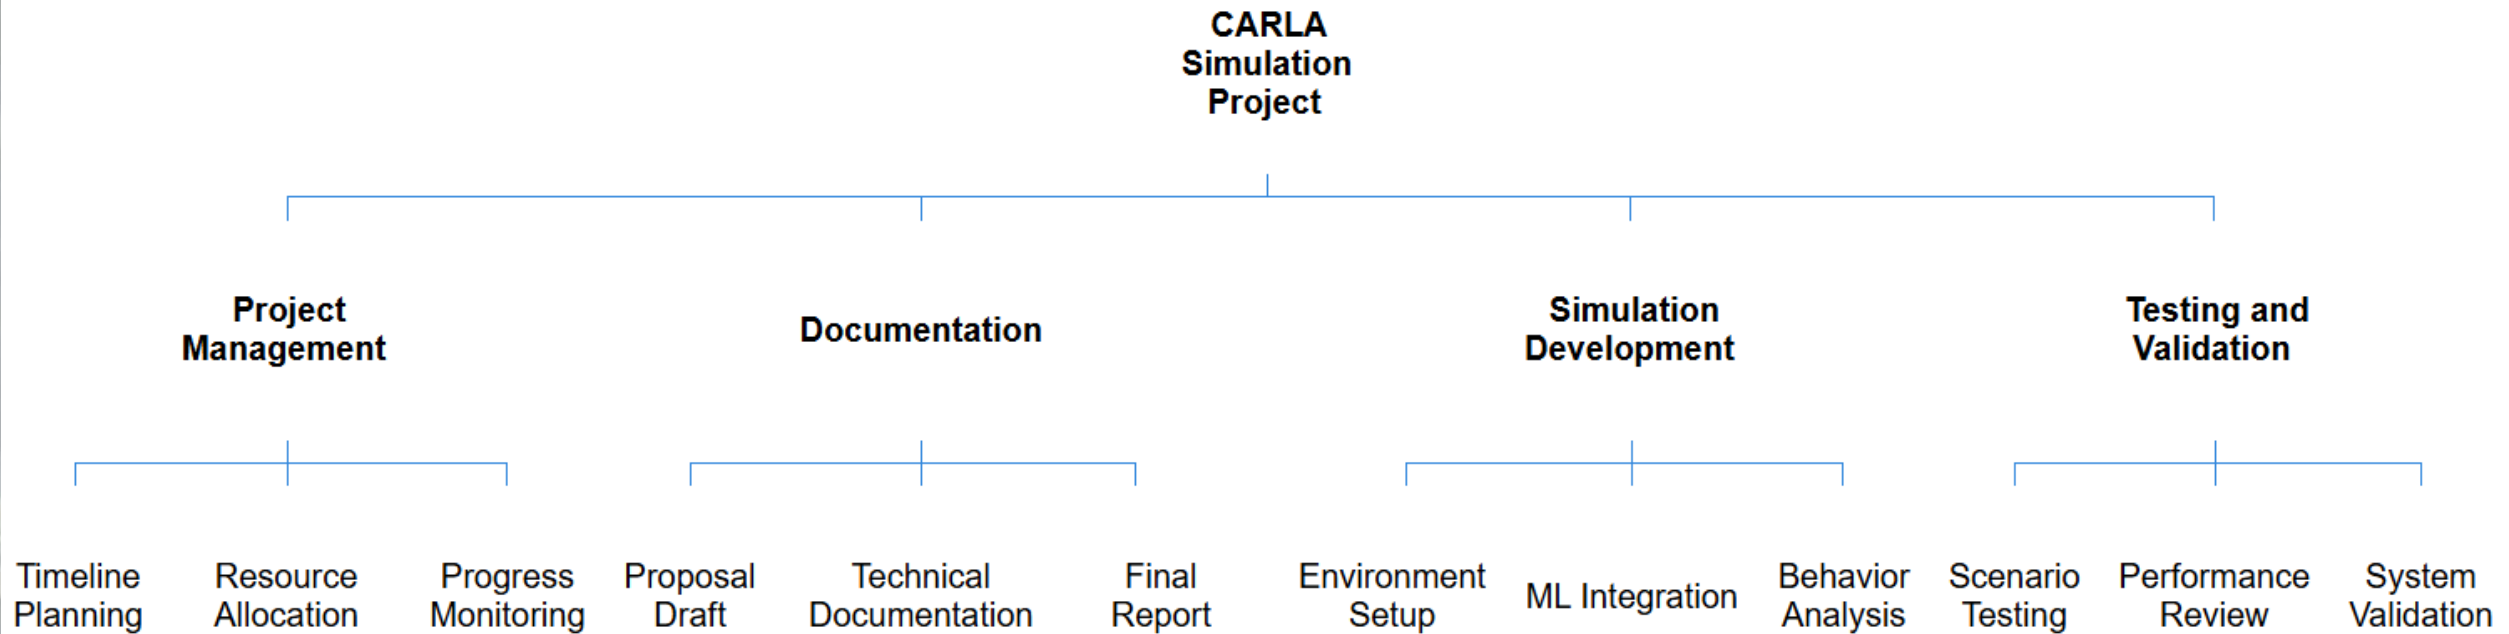 CARLA
Simulation
Project
Project
Management
Documentation
Simulation
Development
Testing and
Validation
Timeline
Planning
Resource
Allocation
Progress
Monitoring
Proposal
Draft
Technical
Documentation
Final
Report
Environment
Setup
ML Integration
Behavior
Analysis
Scenario
Testing
Performance
Review
System
Validation